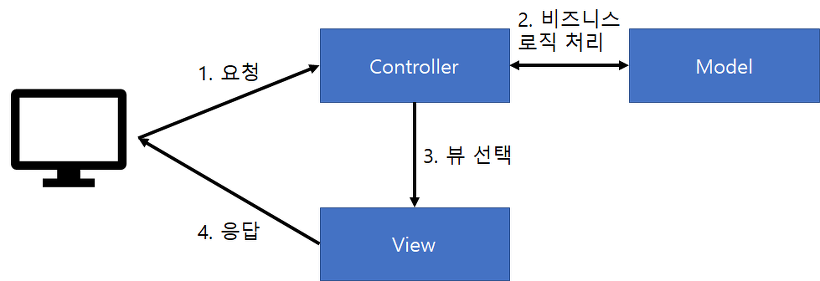 2. 비즈니스
로직 처리
1. 요청
Controller
Model
3. 뷰 선택
4. 응답
View